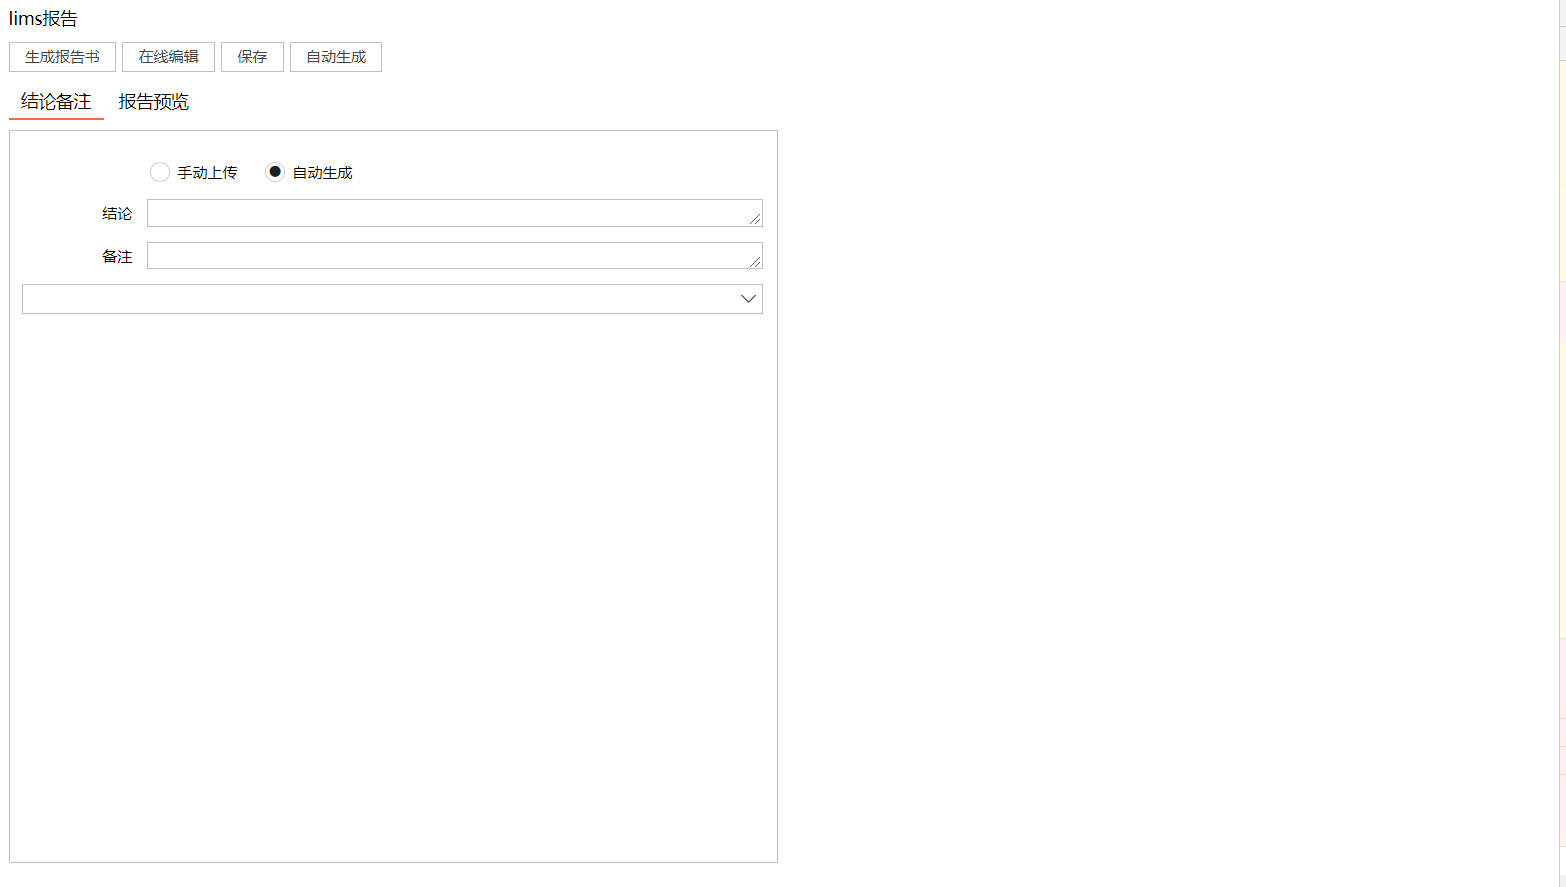 lims报告
生成报告书 在线编辑 保存 自动生成
结论备注 报告预览
手动上传 自动生成
结论
备注